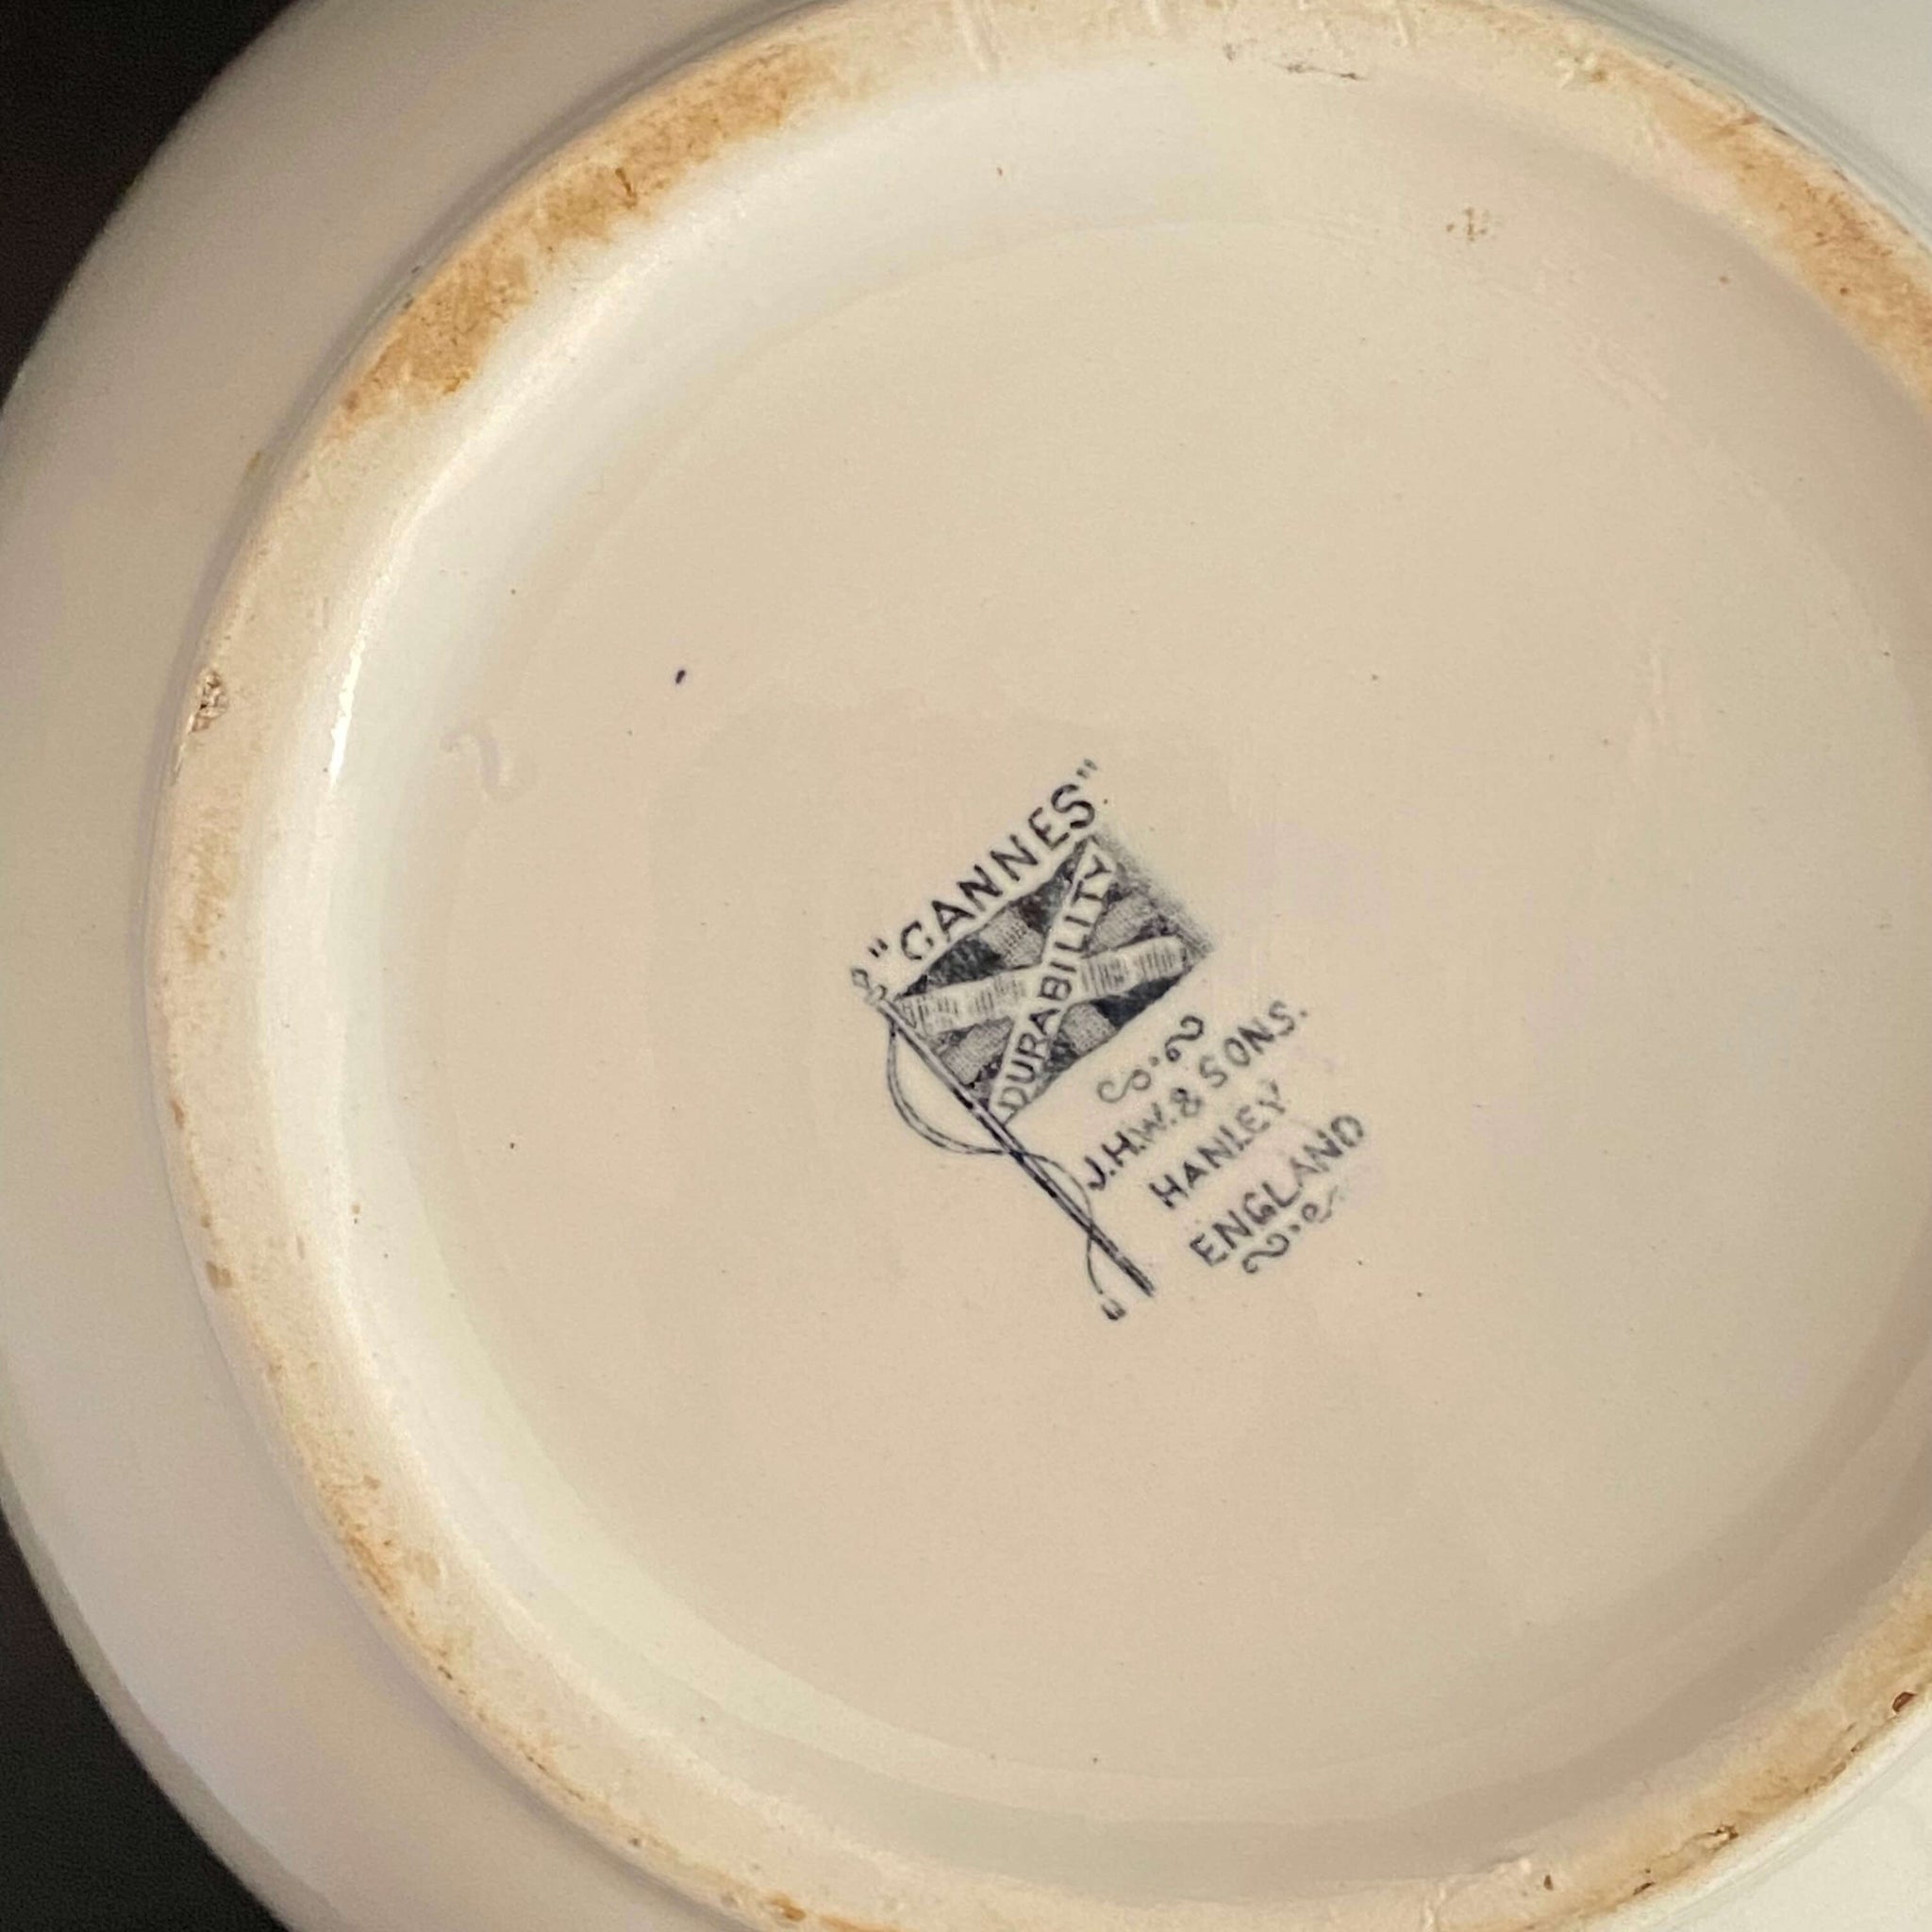 "CANNES"
DURABILITY
J.H.W. & SONS.
HANLEY
ENGLAND